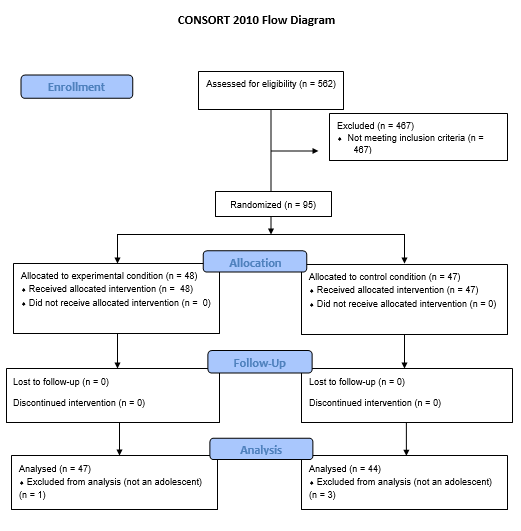 CONSORT 2010 Flow Diagram
Enrollment
Assessed for eligibility (n = 562)
Excluded (n = 467)
♦ Not meeting inclusion criteria (n =
467)
Randomized (n = 95)
Allocation
Allocated to experimental condition (n = 48)
♦ Received allocated intervention (n = 48)
♦ Did not receive allocated intervention (n = 0)
Allocated to control condition (n = 47)
♦ Received allocated intervention (n = 47)
♦ Did not receive allocated intervention (n = 0)
Follow-Up
Lost to follow-up (n = 0)
Discontinued intervention (n = 0)
Lost to follow-up (n = 0)
Discontinued intervention (n = 0)
Analysis
Analysed (n = 47)
♦ Excluded from analysis (not an adolescent)
(n = 1)
Analysed (n = 44)
♦ Excluded from analysis (not an adolescent)
(n = 3)